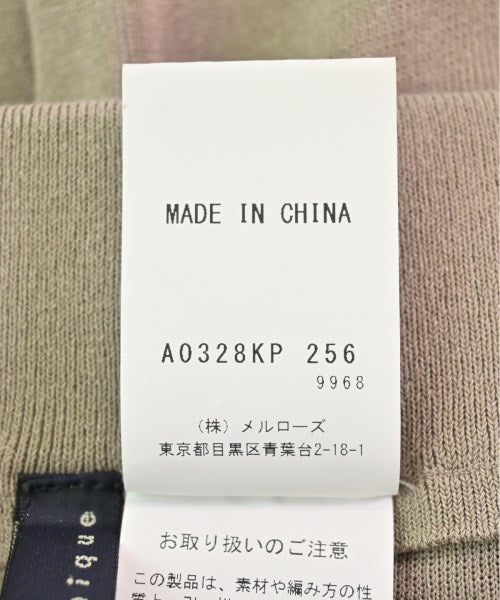 MADE IN CHINA
A0328KP 256
9968
(株) メルローズ
東京都目黒区青葉台2-18-1
お取り扱いのご注意
この製品は、素材や編み方の性